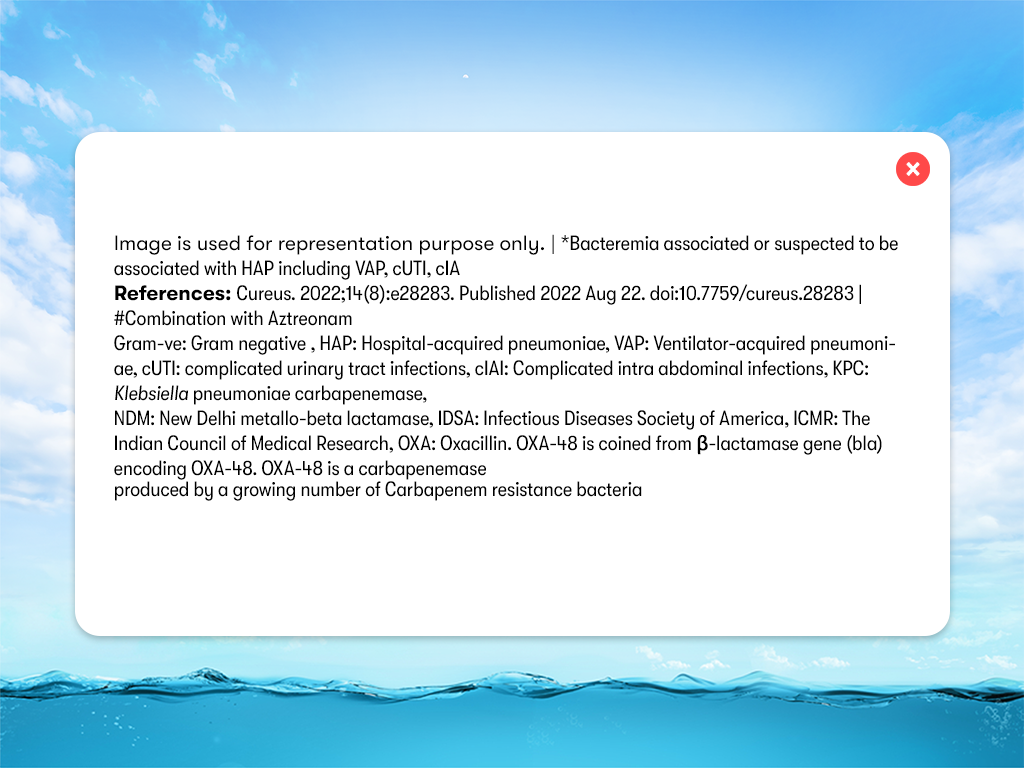 Image is used for representation purpose only. | *Bacteremia associated or suspected to be
associated with HAP including VAP, cUTI, cIA
References: Cureus. 2022;14(8):e28283. Published 2022 Aug 22. doi:10.7759/cureus.28283 |
#Combination with Aztreonam
Gram-ve: Gram negative , HAP: Hospital-acquired pneumoniae, VAP: Ventilator-acquired pneumoni-
ae, cUTI: complicated urinary tract infections, cIAI: Complicated intra abdominal infections, KPC:
Klebsiella pneumoniae carbapenemase,
NDM: New Delhi metallo-beta lactamase, IDSA: Infectious Diseases Society of America, ICMR: The
Indian Council of Medical Research, OXA: Oxacillin. OXA-48 is coined from β-lactamase gene (bla)
encoding OXA-48. OXA-48 is a carbapenemase
produced by a growing number of Carbapenem resistance bacteria